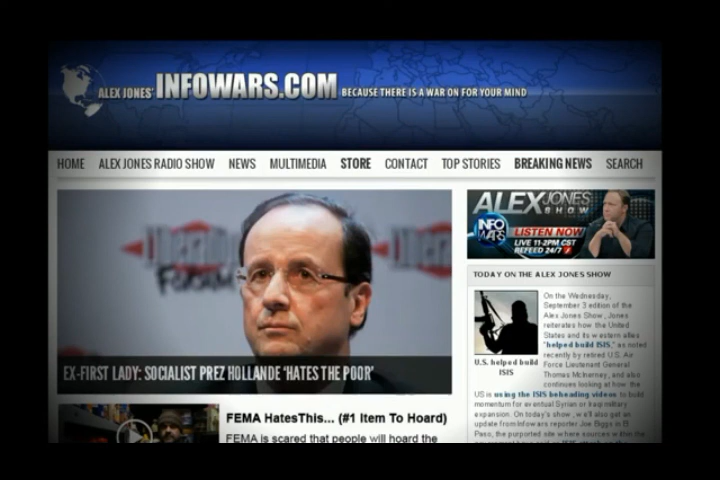 ALEX JONES' INFOWARS.COM BECAUSE THERE IS A WAR ON FOR YOUR MIND
HOME ALEX JONES RADIO SHOW NEWS MULTIMEDIA STORE CONTACT TOP STORIES BREAKING NEWS SEARCH
Forum
EX-FIRST LADY: SOCIALIST PREZ HOLLANDE 'HATES THE POOR'
FEMA HatesThis... (#1 Item To Hoard)
FEMA is scared that people will hoard the
ALEX JONES SHOW
INFO WARS
LISTEN NOW
LIVE 11-2PM CST
REFEED 24/7
TODAY ON THE ALEX JONES SHOW
U.S. helped build
ISIS
On the Wednesday,
September 3 edition of the
Alex Jones Show, Jones
reiterates how the United
States and its western allies
"helped build ISIS," as noted
recently by retired U.S. Air
Force Lieutenant General
Thomas McInerney, and also
continues looking at how the
US is using the ISIS beheading videos to build
momentum for eventual Syrian or Iraqi military
expansion. On today's show, we'll also get an
update from Infowars reporter Joe Biggs in El
Paso, the purported site where sources within the